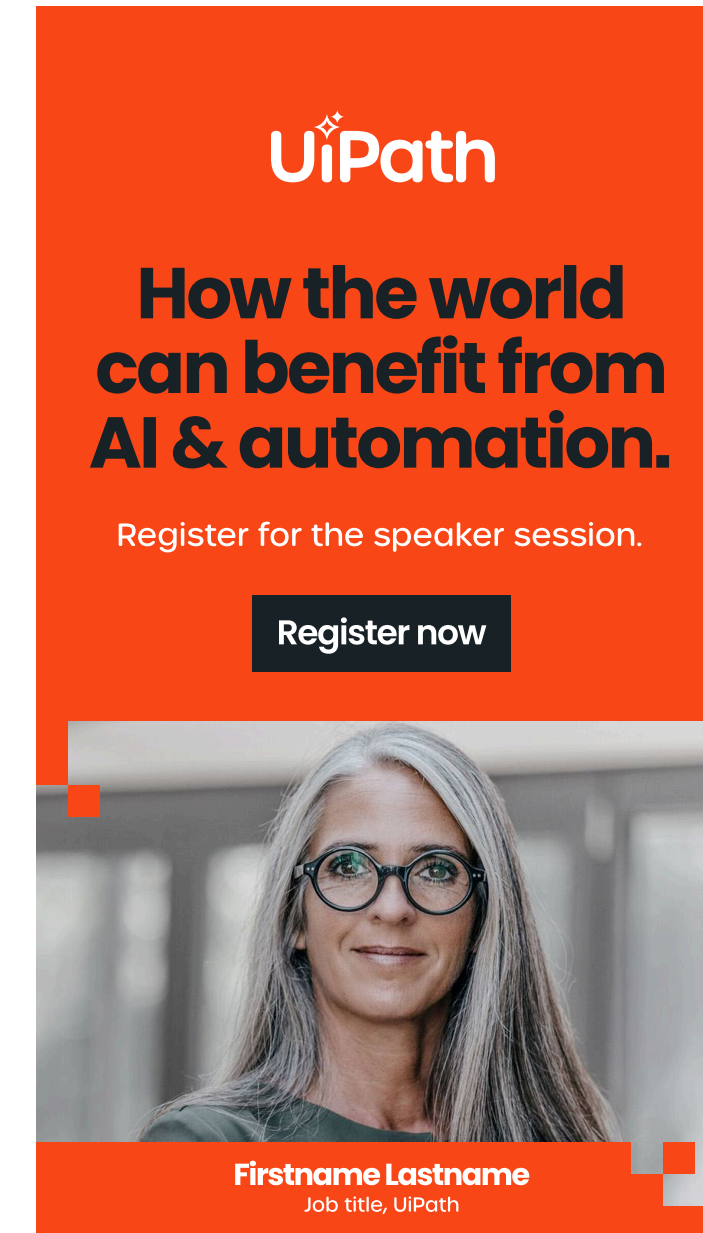 UiPath
How the world
can benefit from
AI & automation.
Register for the speaker session.
Register now
Firstname Lastname
Job title, UiPath